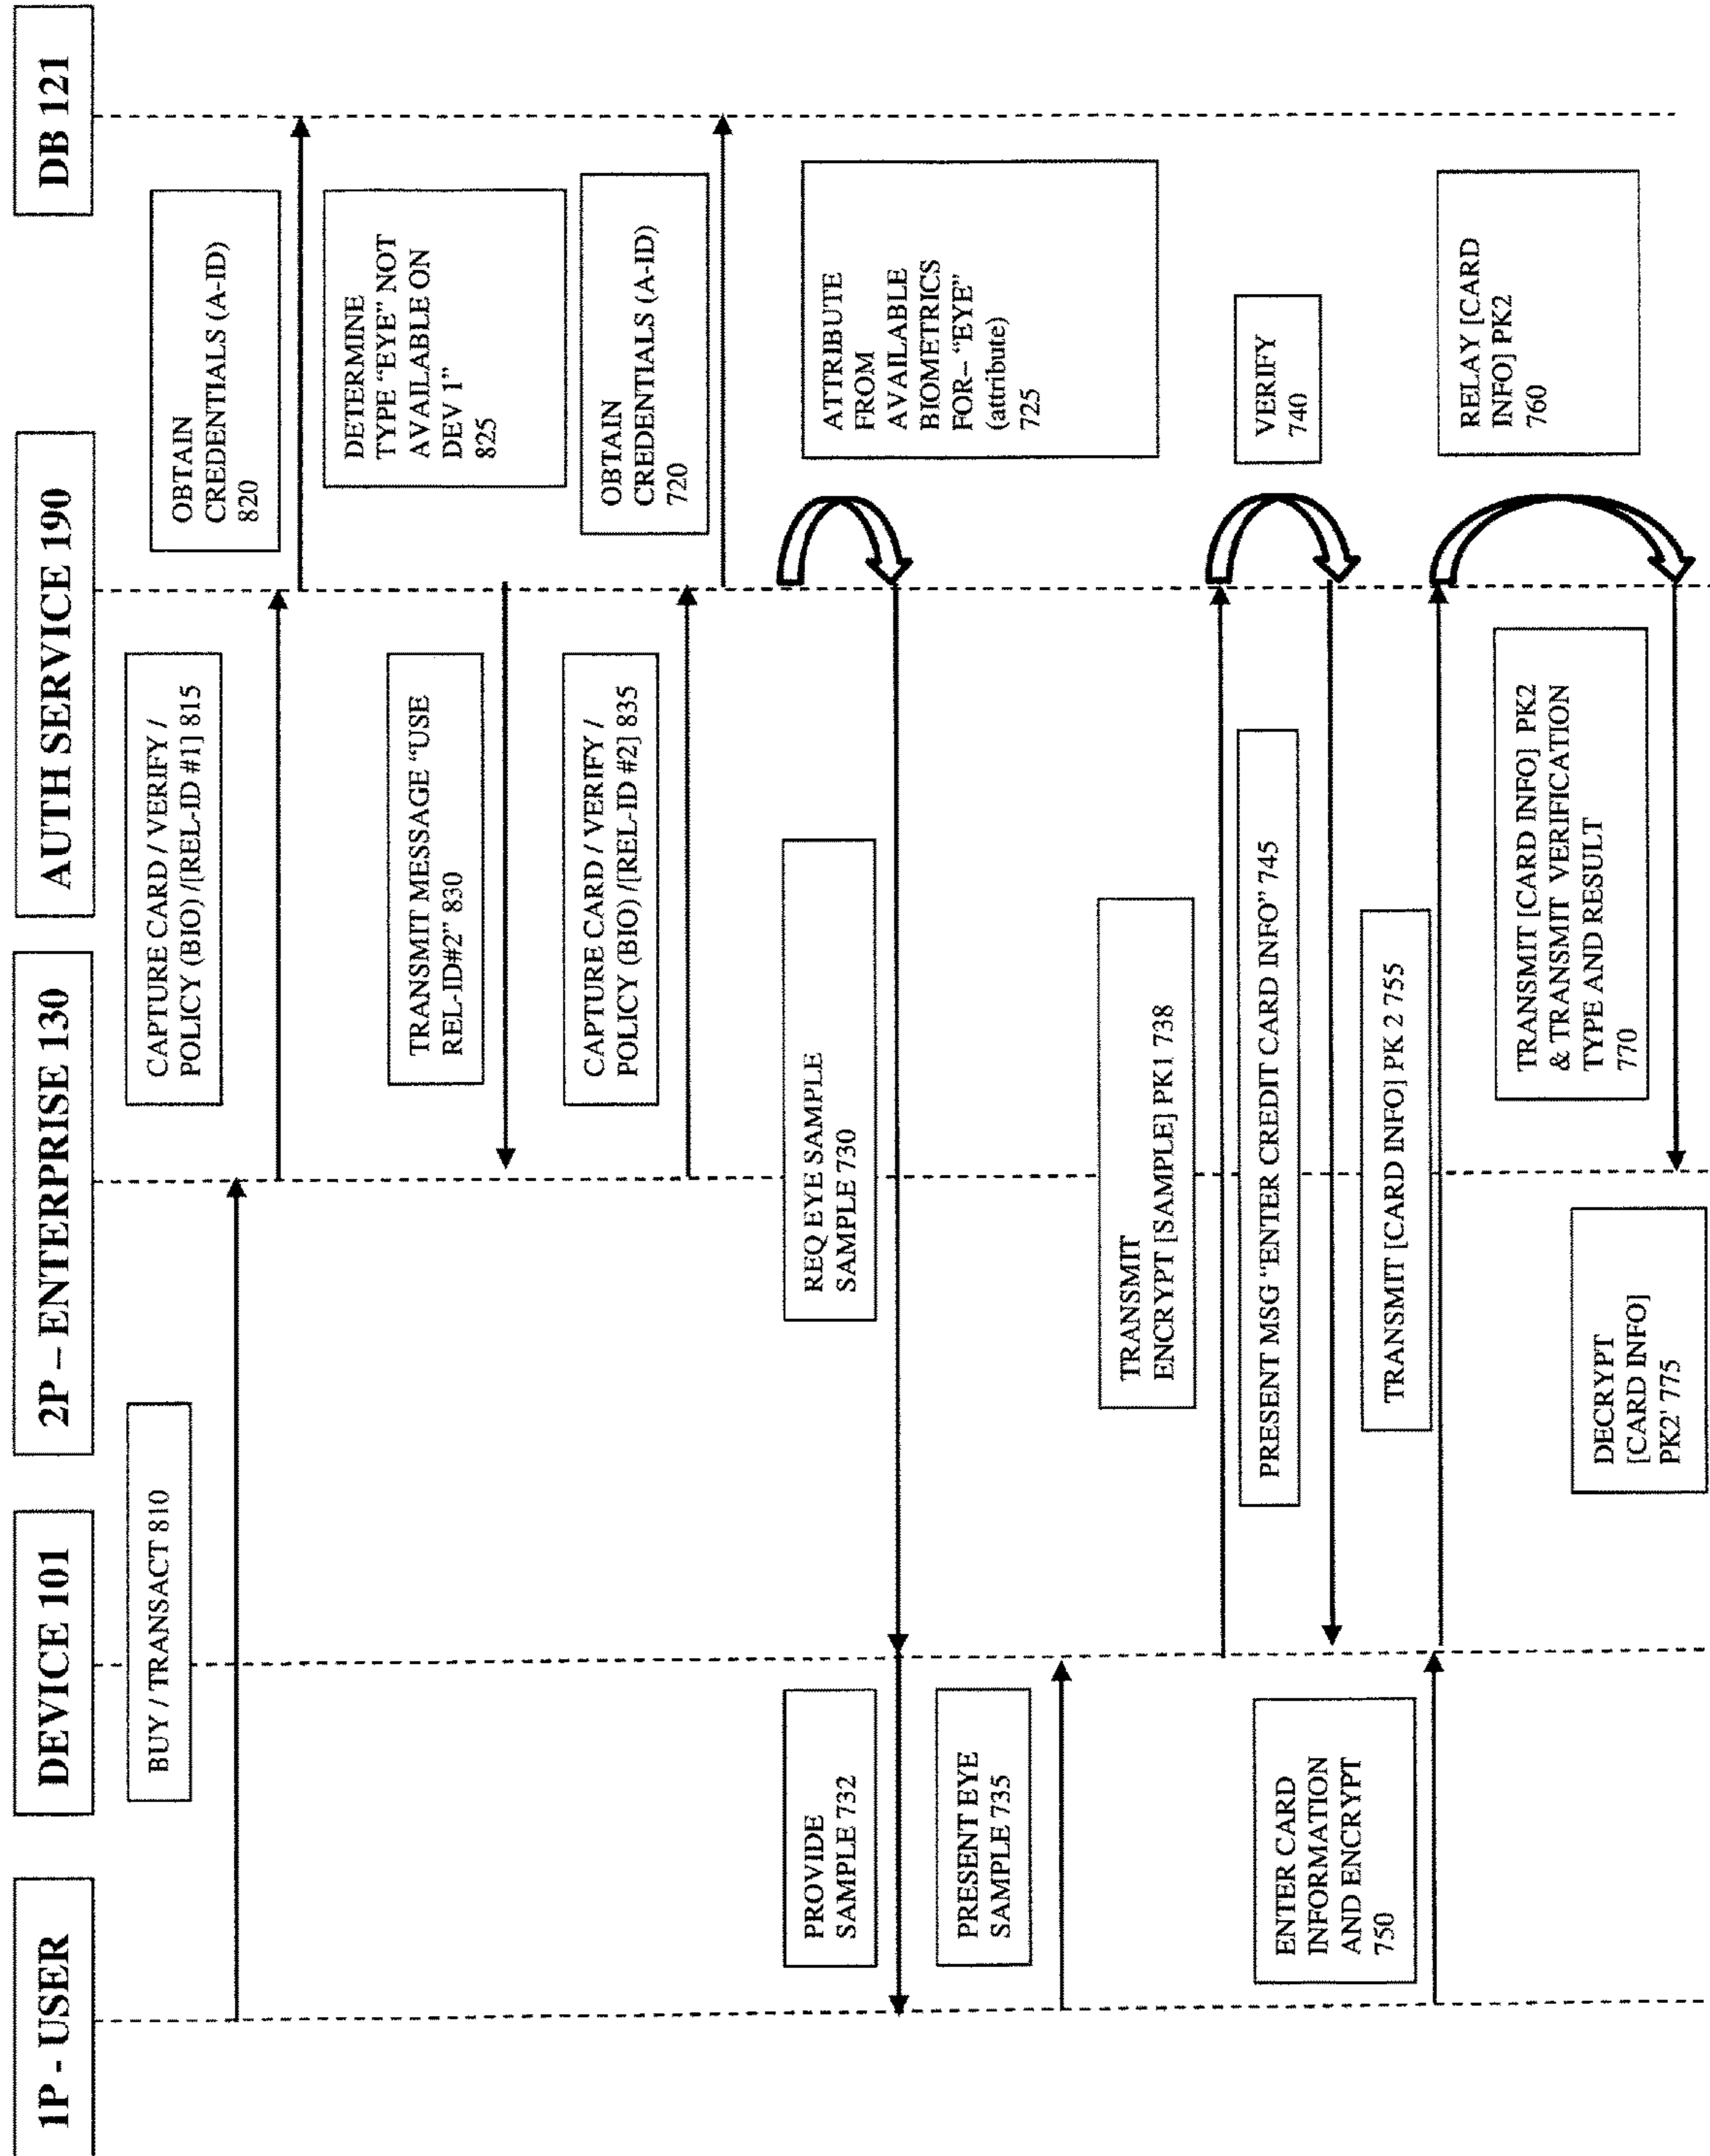 1P - USER
DEVICE 101
2P – ENTERPRISE 130
AUTH SERVICE 190
DB 121
BUY / TRANSACT 810
CAPTURE CARD / VERIFY /
POLICY (BIO) /[REL-ID #1] 815
OBTAIN
CREDENTIALS (A-ID)
820
DETERMINE
TYPE “EYE” NOT
AVAILABLE ON
DEV 1”
825
TRANSMIT MESSAGE “USE
REL-ID#2” 830
CAPTURE CARD / VERIFY /
POLICY (BIO) /[REL-ID #2] 835
OBTAIN
CREDENTIALS (A-ID)
720
ATTRIBUTE
FROM
AVAILABLE
BIOMETRICS
FOR– “EYE”
(attribute)
725
REQ EYE SAMPLE
SAMPLE 730
PROVIDE
SAMPLE 732
PRESENT EYE
SAMPLE 735
TRANSMIT
ENCRYPT [SAMPLE] PK1 738
VERIFY
740
PRESENT MSG “ENTER CREDIT CARD INFO” 745
ENTER CARD
INFORMATION
AND ENCRYPT
750
TRANSMIT [CARD INFO] PK 2 755
RELAY [CARD
INFO] PK2
760
TRANSMIT [CARD INFO] PK2
& TRANSMIT VERIFICATION
TYPE AND RESULT
770
DECRYPT
[CARD INFO]
PK2' 775